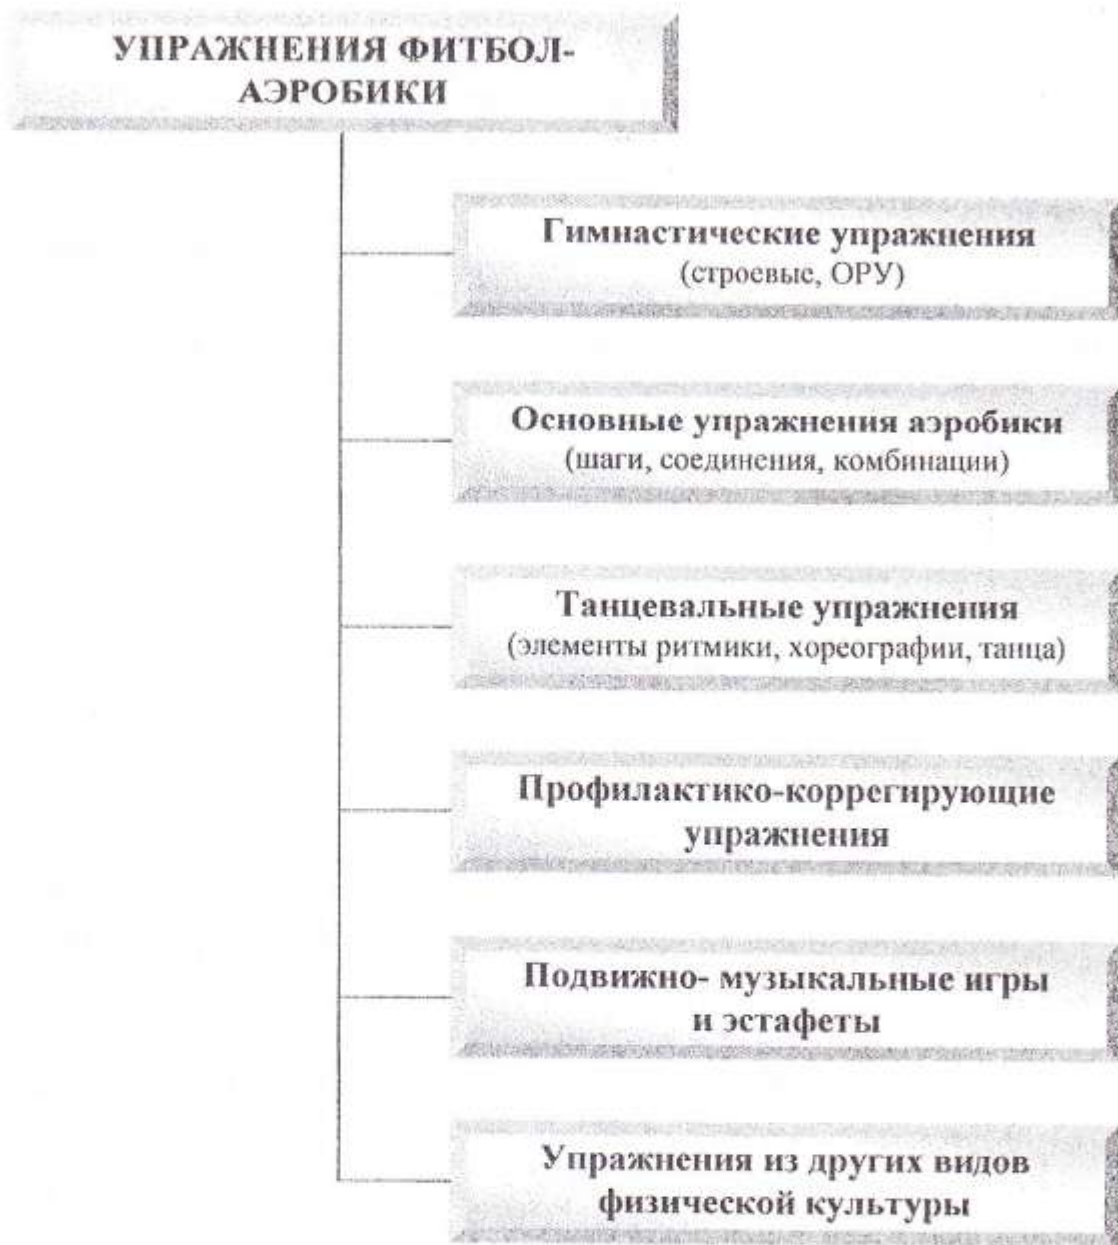 УПРАЖНЕНИЯ ФИТБОЛ-
АЭРОБИКИ
Гимнастические упражнения
(строевые, ОРУ)
Основные упражнения аэробики
(шаги, соединения, комбинации)
Танцевальные упражнения
(элементы ритмики, хореографии, танца)
Профилактико-коррегирующие
упражнения
Подвижно- музыкальные игры
и эстафеты
Упражнения из других видов
физической культуры